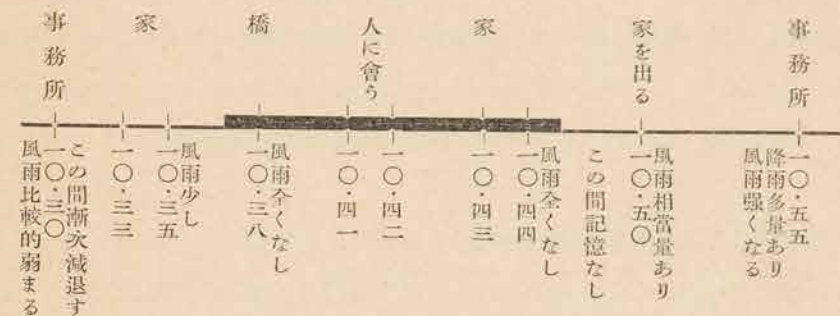 事務所
家を出る
家
人に會う
橋
家
事務所
一〇・五五
降雨多量あり
風雨强くなる
風雨相當量あり
一〇・五〇
この間記憶なし
風雨全くなし
一〇・四四
一〇・四三
一〇・四二
一〇・四一
風雨全くなし
一〇・三八
風雨少し
一〇・三五
一〇・三三
この間漸次減退す
一〇・三〇
風雨比較的弱まる